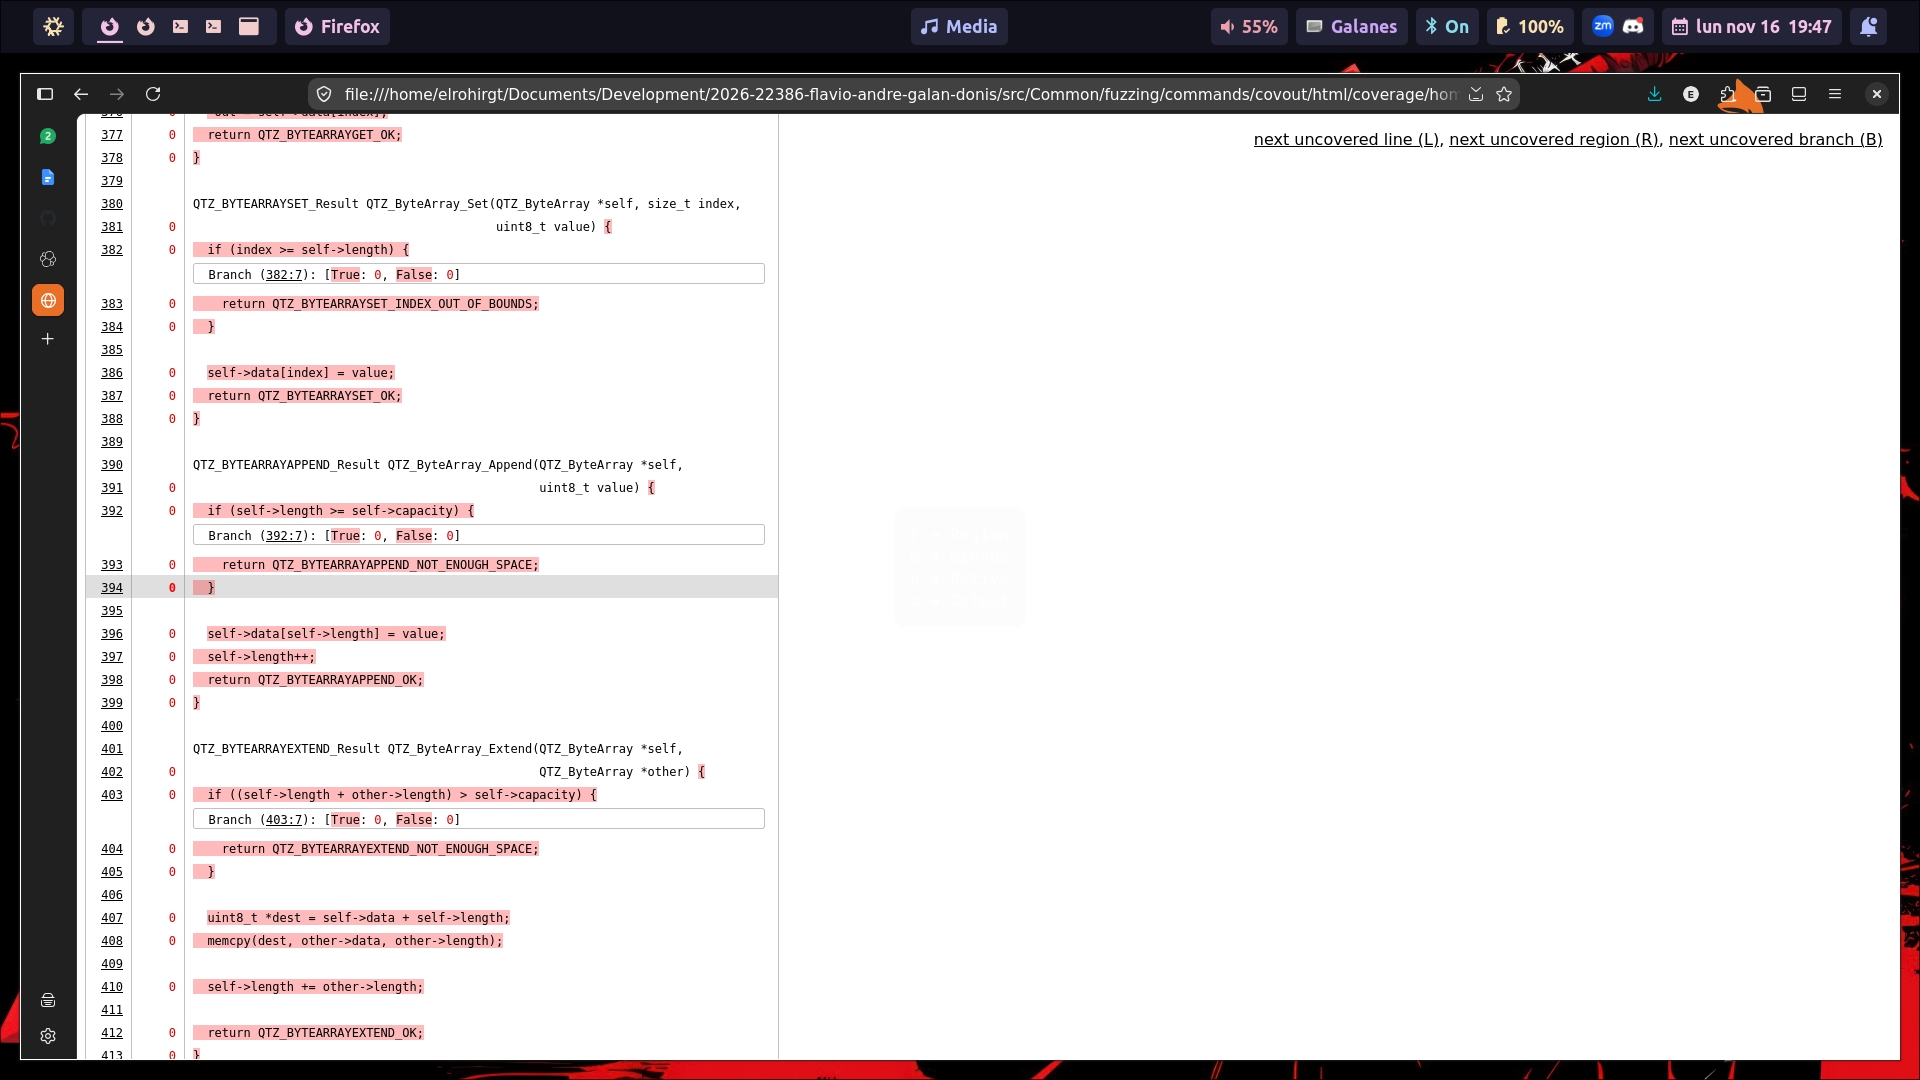 Firefox
Media
55%
Galanes
On
100%
zm
lun nov 16 19:47
file:///home/elrohirgt/Documents/Development/2026-22386-flavio-andre-galan-donis/src/Common/fuzzing/commands/covout/html/coverage/hom
E
2
next uncovered line (L), next uncovered region (R), next uncovered branch (B)
377 0 return QTZ_BYTEARRAYGET_OK;
378 0 }
379
380 QTZ_BYTEARRAYSET_Result QTZ_ByteArray_Set(QTZ_ByteArray *self, size_t index,
381 0 uint8_t value) {
382 0 if (index >= self->length) {
Branch (382:7): [True: 0, False: 0]
383 0 return QTZ_BYTEARRAYSET_INDEX_OUT_OF_BOUNDS;
384 0 }
385
386 0 self->data[index] = value;
387 0 return QTZ_BYTEARRAYSET_OK;
388 0 }
389
390 QTZ_BYTEARRAYAPPEND_Result QTZ_ByteArray_Append(QTZ_ByteArray *self,
391 0 uint8_t value) {
392 0 if (self->length >= self->capacity) {
Branch (392:7): [True: 0, False: 0]
393 0 return QTZ_BYTEARRAYAPPEND_NOT_ENOUGH_SPACE;
394 0 }
395
396 0 self->data[self->length] = value;
397 0 self->length++;
398 0 return QTZ_BYTEARRAYAPPEND_OK;
399 0 }
400
401 QTZ_BYTEARRAYEXTEND_Result QTZ_ByteArray_Extend(QTZ_ByteArray *self,
402 0 QTZ_ByteArray *other) {
403 0 if ((self->length + other->length) > self->capacity) {
Branch (403:7): [True: 0, False: 0]
404 0 return QTZ_BYTEARRAYEXTEND_NOT_ENOUGH_SPACE;
405 0 }
406
407 0 uint8_t *dest = self->data + self->length;
408 0 memcpy(dest, other->data, other->length);
409
410 0 self->length += other->length;
411
412 0 return QTZ_BYTEARRAYEXTEND_OK;
413 0 }